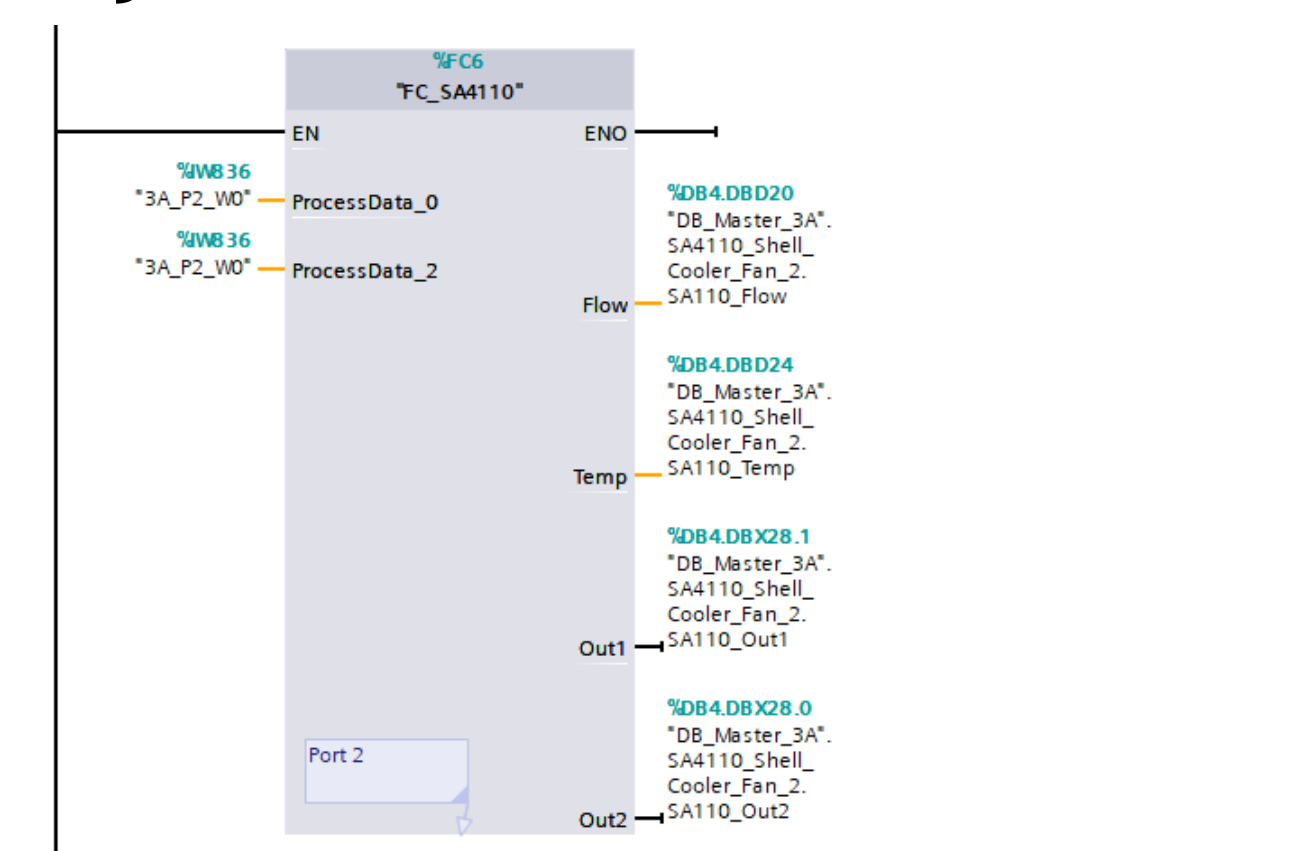 %FC6
"FC_SA4110"
EN
ENO
%IW836
"3A_P2_W0"
ProcessData_0
%IW836
"3A_P2_W0"
ProcessData_2
%DB4.DBD20
"DB_Master_3A".
SA4110_Shell_
Cooler_Fan_2.
SA110_Flow
Flow
%DB4.DBD24
"DB_Master_3A".
SA4110_Shell_
Cooler_Fan_2.
SA110_Temp
Temp
%DB4.DBX28.1
"DB_Master_3A".
SA4110_Shell_
Cooler_Fan_2.
SA110_Out1
Out1
%DB4.DBX28.0
"DB_Master_3A".
SA4110_Shell_
Cooler_Fan_2.
SA110_Out2
Out2
Port 2